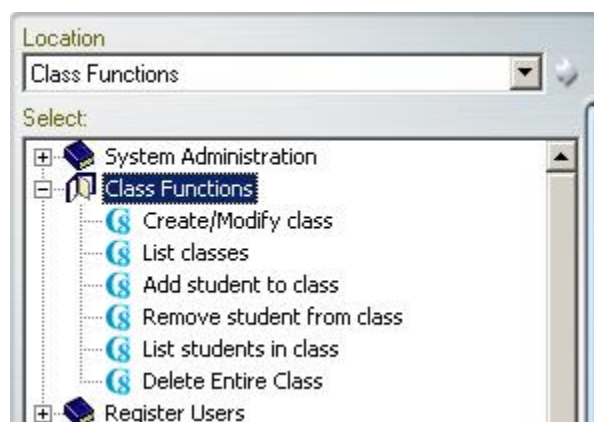 Location
Class Functions
Select:
System Administration
Class Functions
Create/Modify class
List classes
Add student to class
Remove student from class
List students in class
Delete Entire Class
Register Users